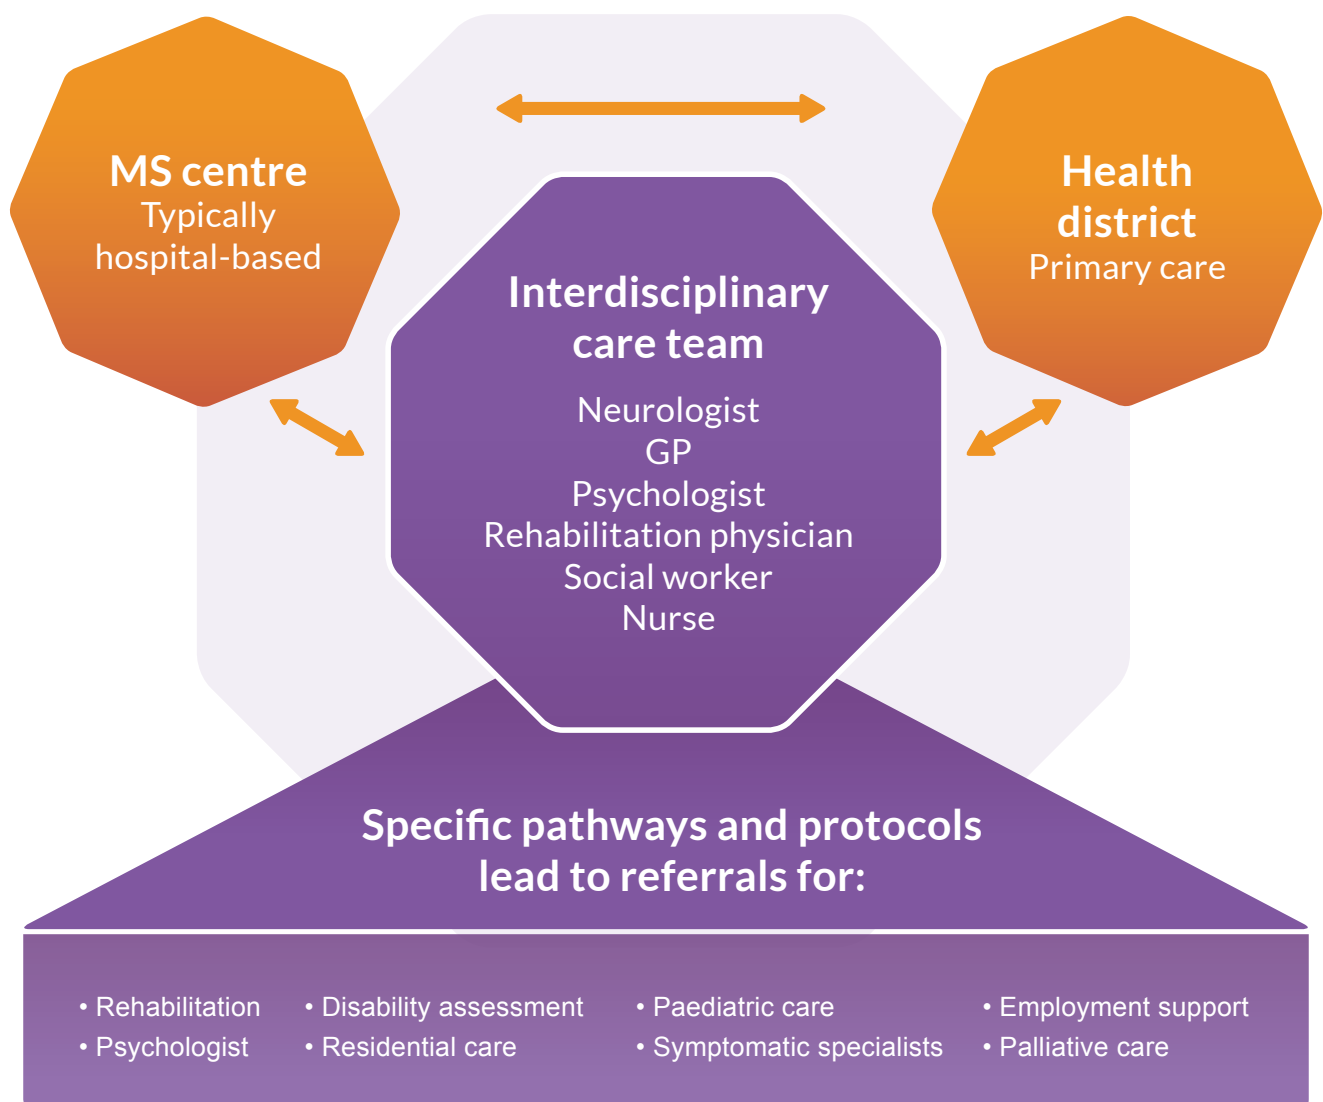 MS centre
Typically
hospital-based
Health
district
Primary care
Interdisciplinary
care team
Neurologist
GP
Psychologist
Rehabilitation physician
Social worker
Nurse
Specific pathways and protocols
lead to referrals for:
• Rehabilitation
• Psychologist
• Disability assessment
• Residential care
• Paediatric care
• Symptomatic specialists
• Employment support
• Palliative care